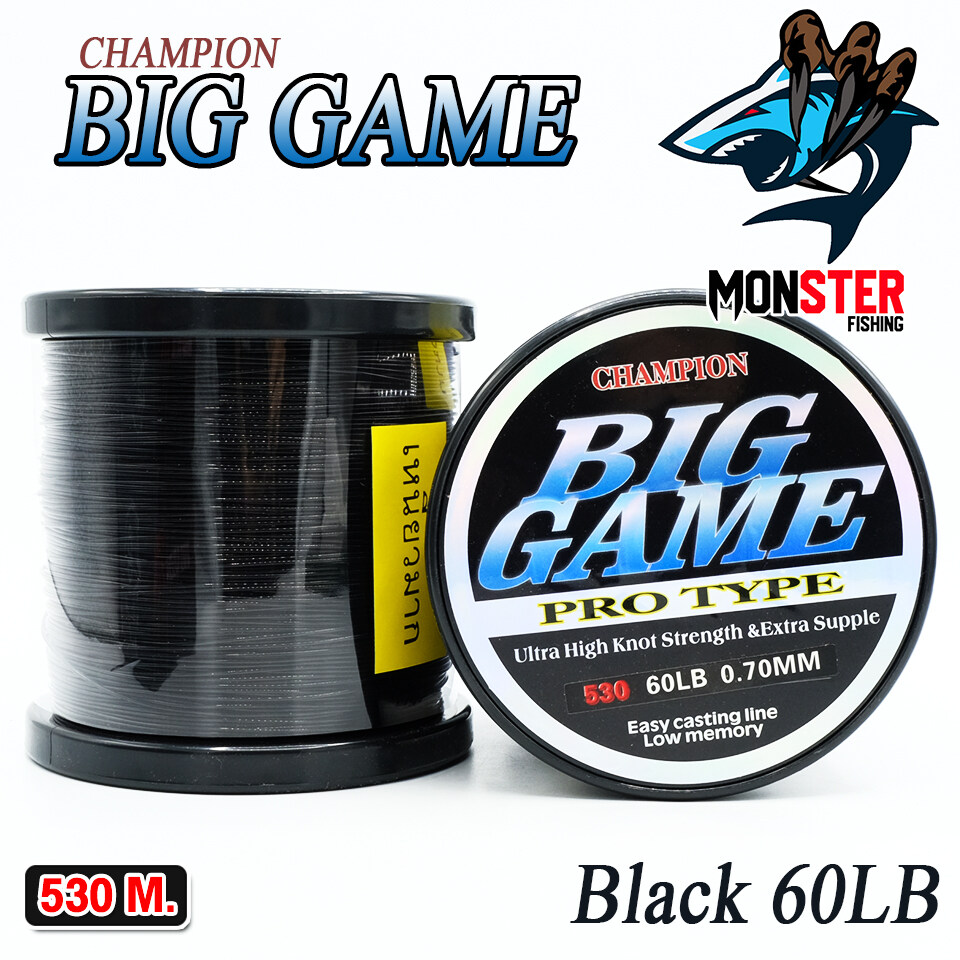 CHAMPION
BIG GAME
MONSTER
FISHING
CHAMPION
BIG
GAME
PRO TYPE
Ultra High Knot Strength &Extra Supple
530 60LB 0.70MM
Easy casting line
Low memory
530 M.
Black 60LB